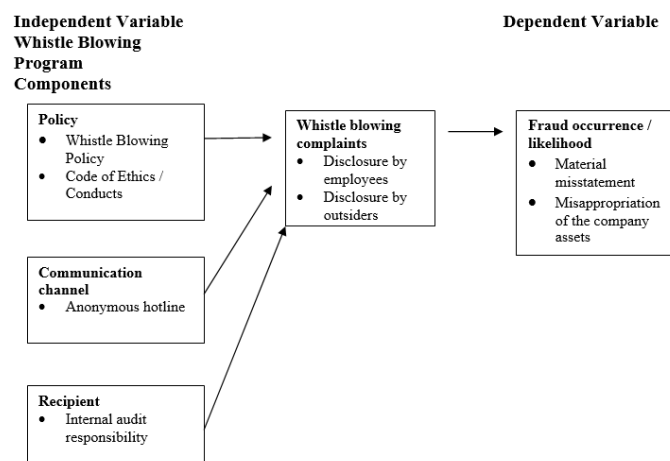 Independent Variable
Whistle Blowing
Program
Components
Dependent Variable
Policy
● Whistle Blowing
Policy
● Code of Ethics /
Conducts
Whistle blowing
complaints
● Disclosure by
employees
● Disclosure by
outsiders
Fraud occurrence /
likelihood
● Material
misstatement
● Misappropriation
of the company
assets
Communication
channel
● Anonymous hotline
Recipient
● Internal audit
responsibility